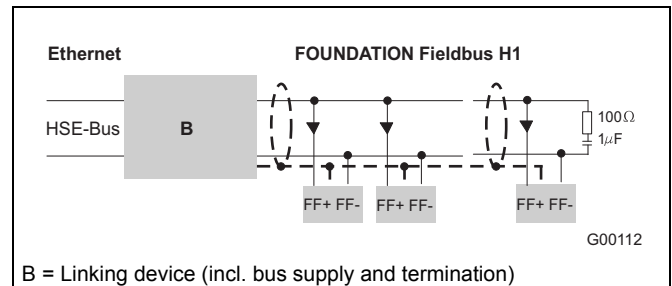 Ethernet FOUNDATION Fieldbus H1
HSE-Bus B
100Ω
1µF
FF+ FF- FF+ FF- FF+ FF-
G00112
B = Linking device (incl. bus supply and termination)